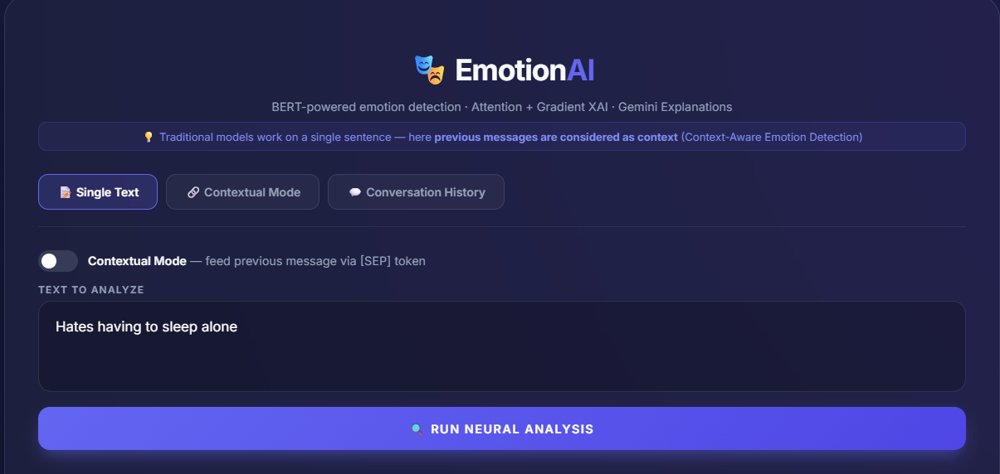 EmotionAI
BERT-powered emotion detection · Attention + Gradient XAI · Gemini Explanations
Traditional models work on a single sentence — here previous messages are considered as context (Context-Aware Emotion Detection)
Single Text
Contextual Mode
Conversation History
Contextual Mode — feed previous message via [SEP] token
TEXT TO ANALYZE
Hates having to sleep alone
RUN NEURAL ANALYSIS